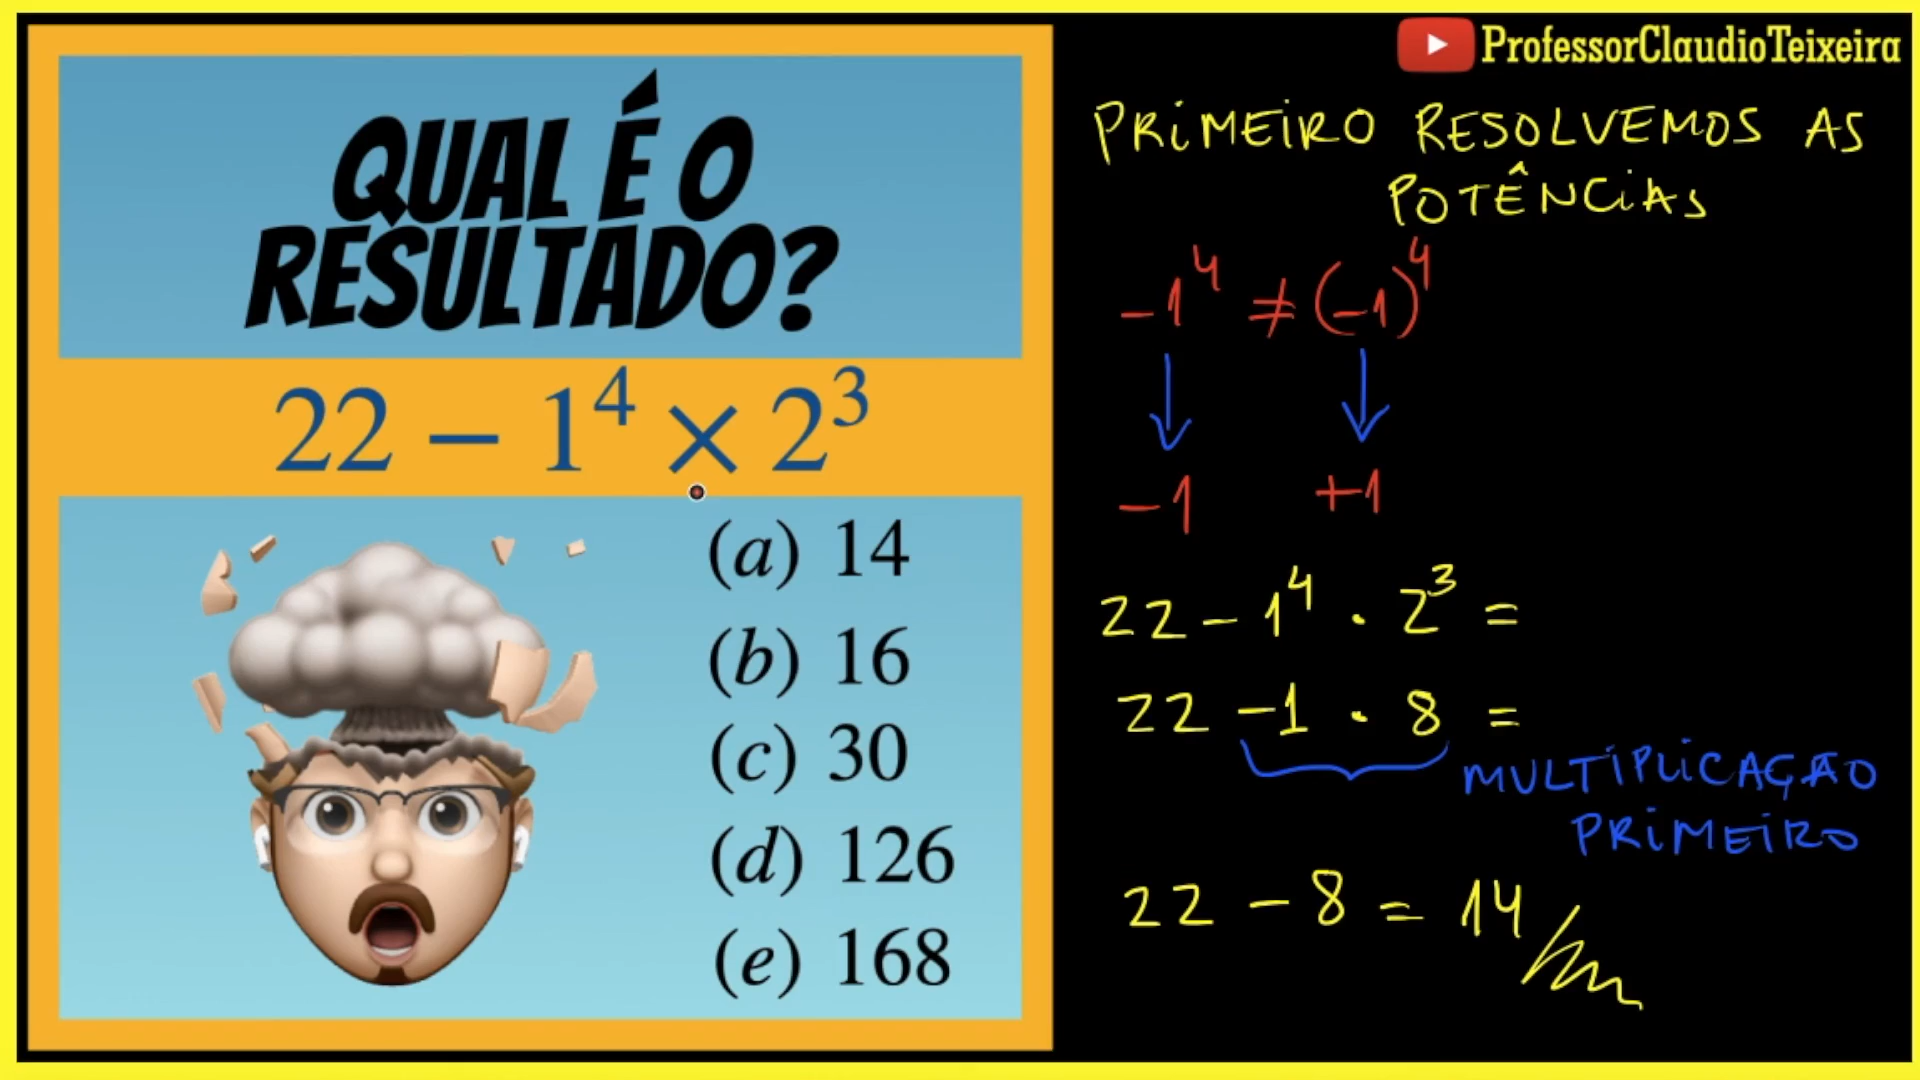 QUAL É O
RESULTADO?
22 − 1⁴ × 2³
(a) 14
(b) 16
(c) 30
(d) 126
(e) 168
ProfessorClaudioTeixeira
PRIMEIRO RESOLVEMOS AS
POTÊNCIAS
-1⁴ ≠ (-1)⁴
-1 +1
22 - 1⁴ · 2³ =
22 -1 · 8 =
MULTIPLICAÇÃO
PRIMEIRO
22 - 8 = 14